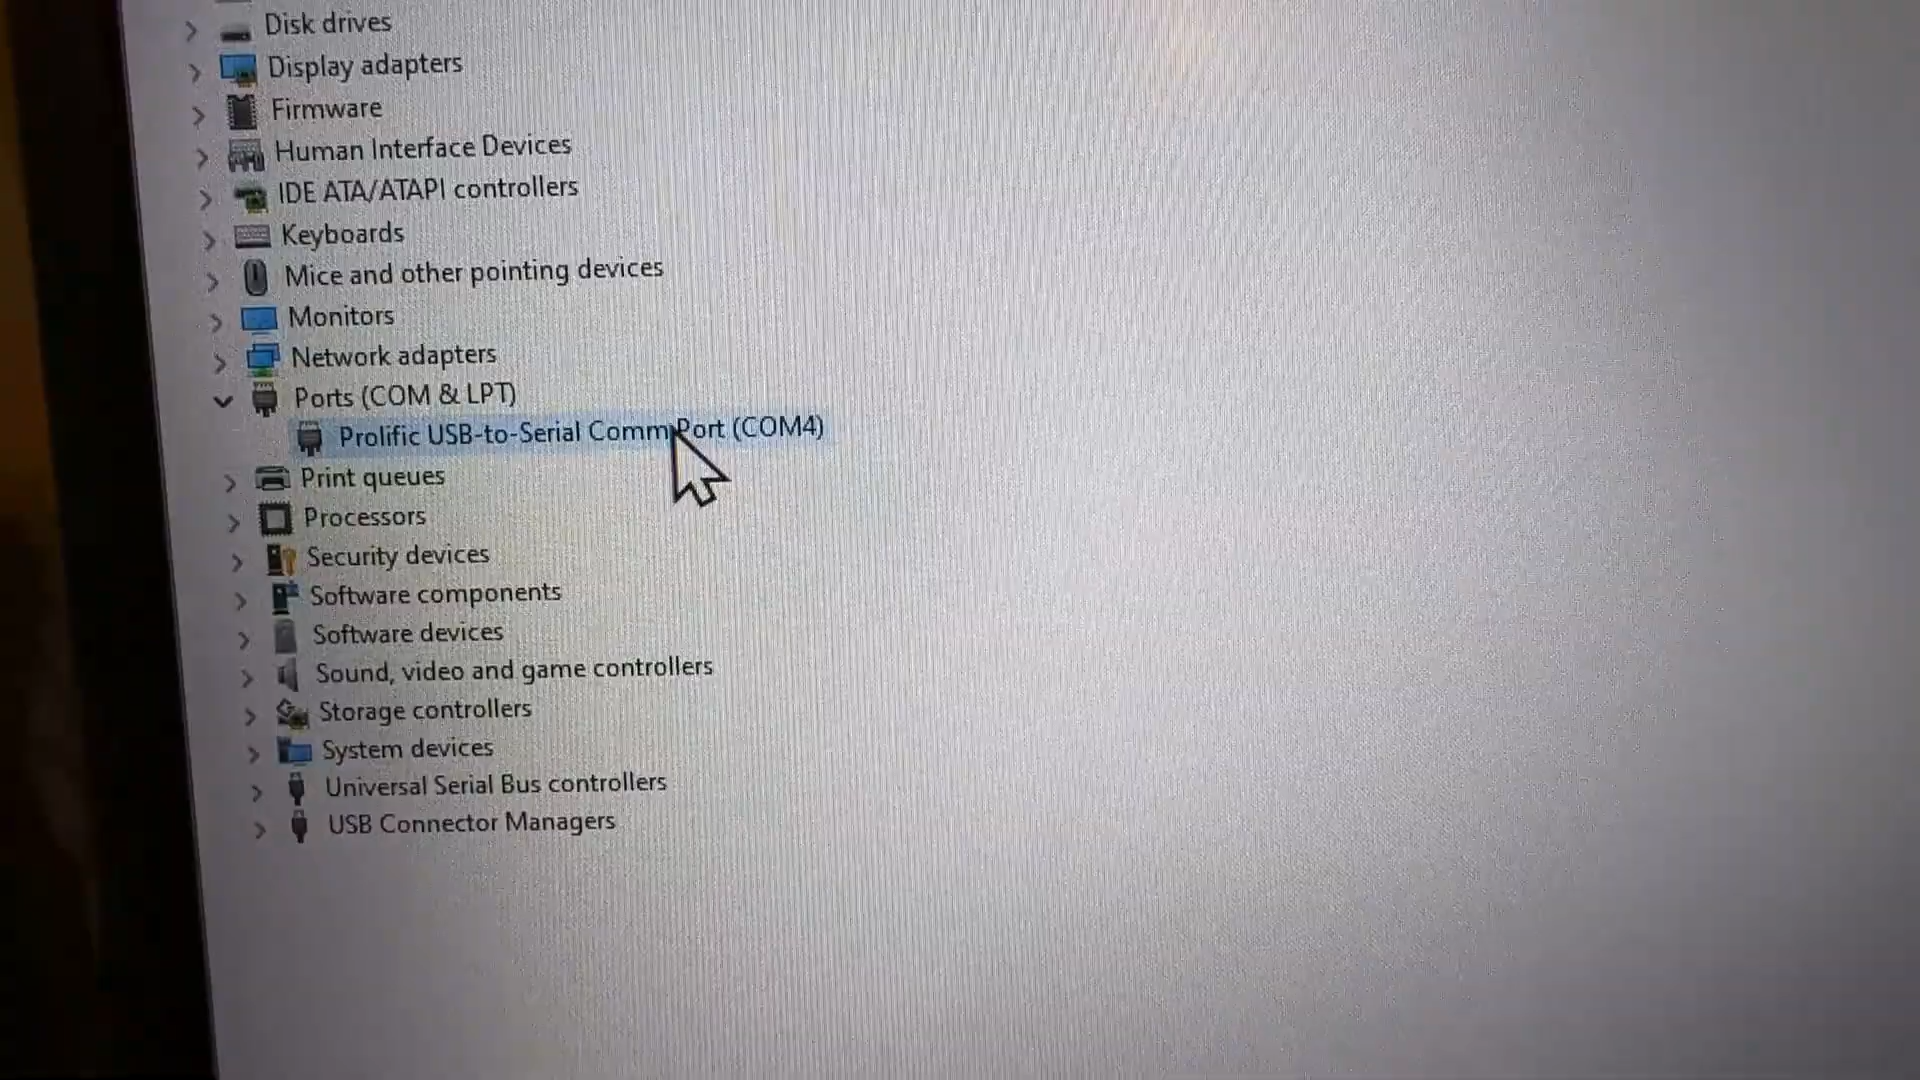 Disk drives
Display adapters
Firmware
Human Interface Devices
IDE ATA/ATAPI controllers
Keyboards
Mice and other pointing devices
Monitors
Network adapters
Ports (COM & LPT)
Prolific USB-to-Serial Comm Port (COM4)
Print queues
Processors
Security devices
Software components
Software devices
Sound, video and game controllers
Storage controllers
System devices
Universal Serial Bus controllers
USB Connector Managers